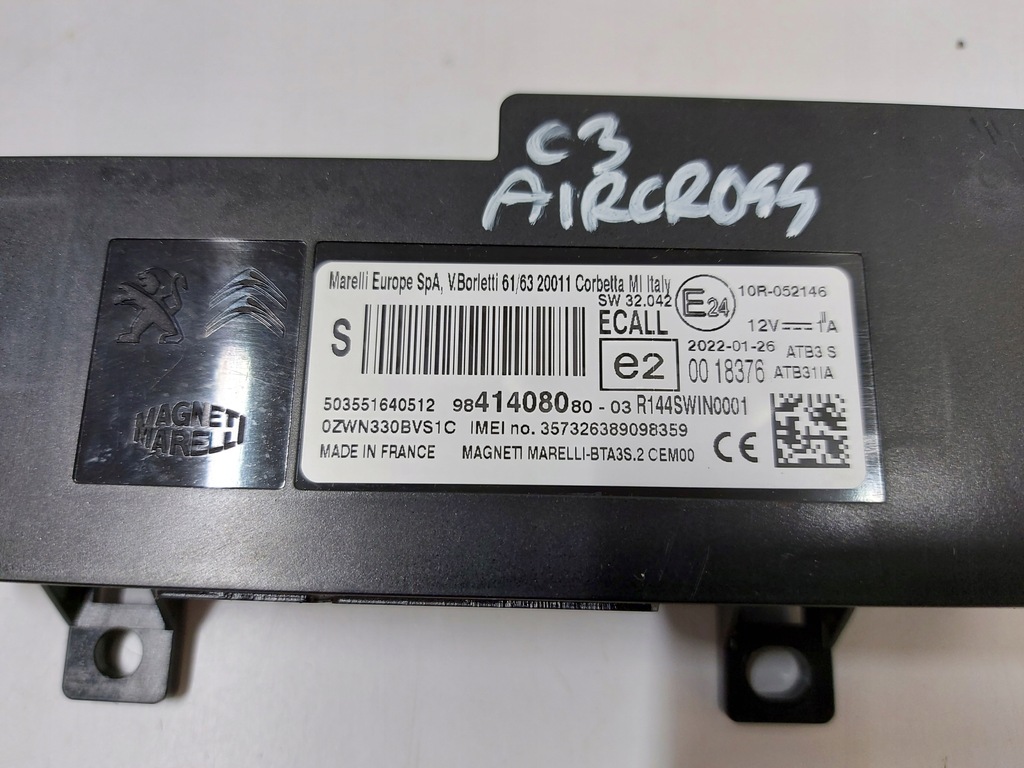 C3
AIRCROSS
Marelli Europe SpA, V.Borletti 61/63 20011 Corbetta MI Italy
SW 32.042
E24
10R-052146
S
ECALL
12V 1A
e2
2022-01-26 ATB3 S
00 18376 ATB31IA
503551640512 9841408080-03 R144SWIN0001
0ZWN330BVS1C IMEI no. 357326389098359
MADE IN FRANCE MAGNETI MARELLI-BTA3S.2 CEM00
CE
MAGNETI
MARELLI